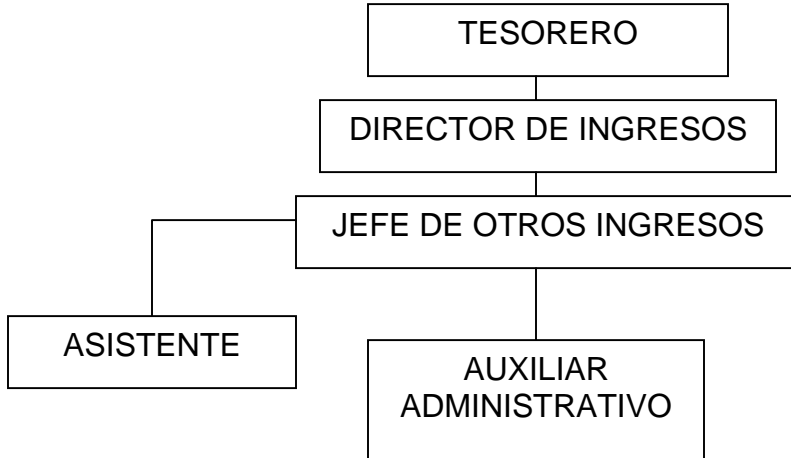 TESORERO
DIRECTOR DE INGRESOS
JEFE DE OTROS INGRESOS
ASISTENTE
AUXILIAR
ADMINISTRATIVO